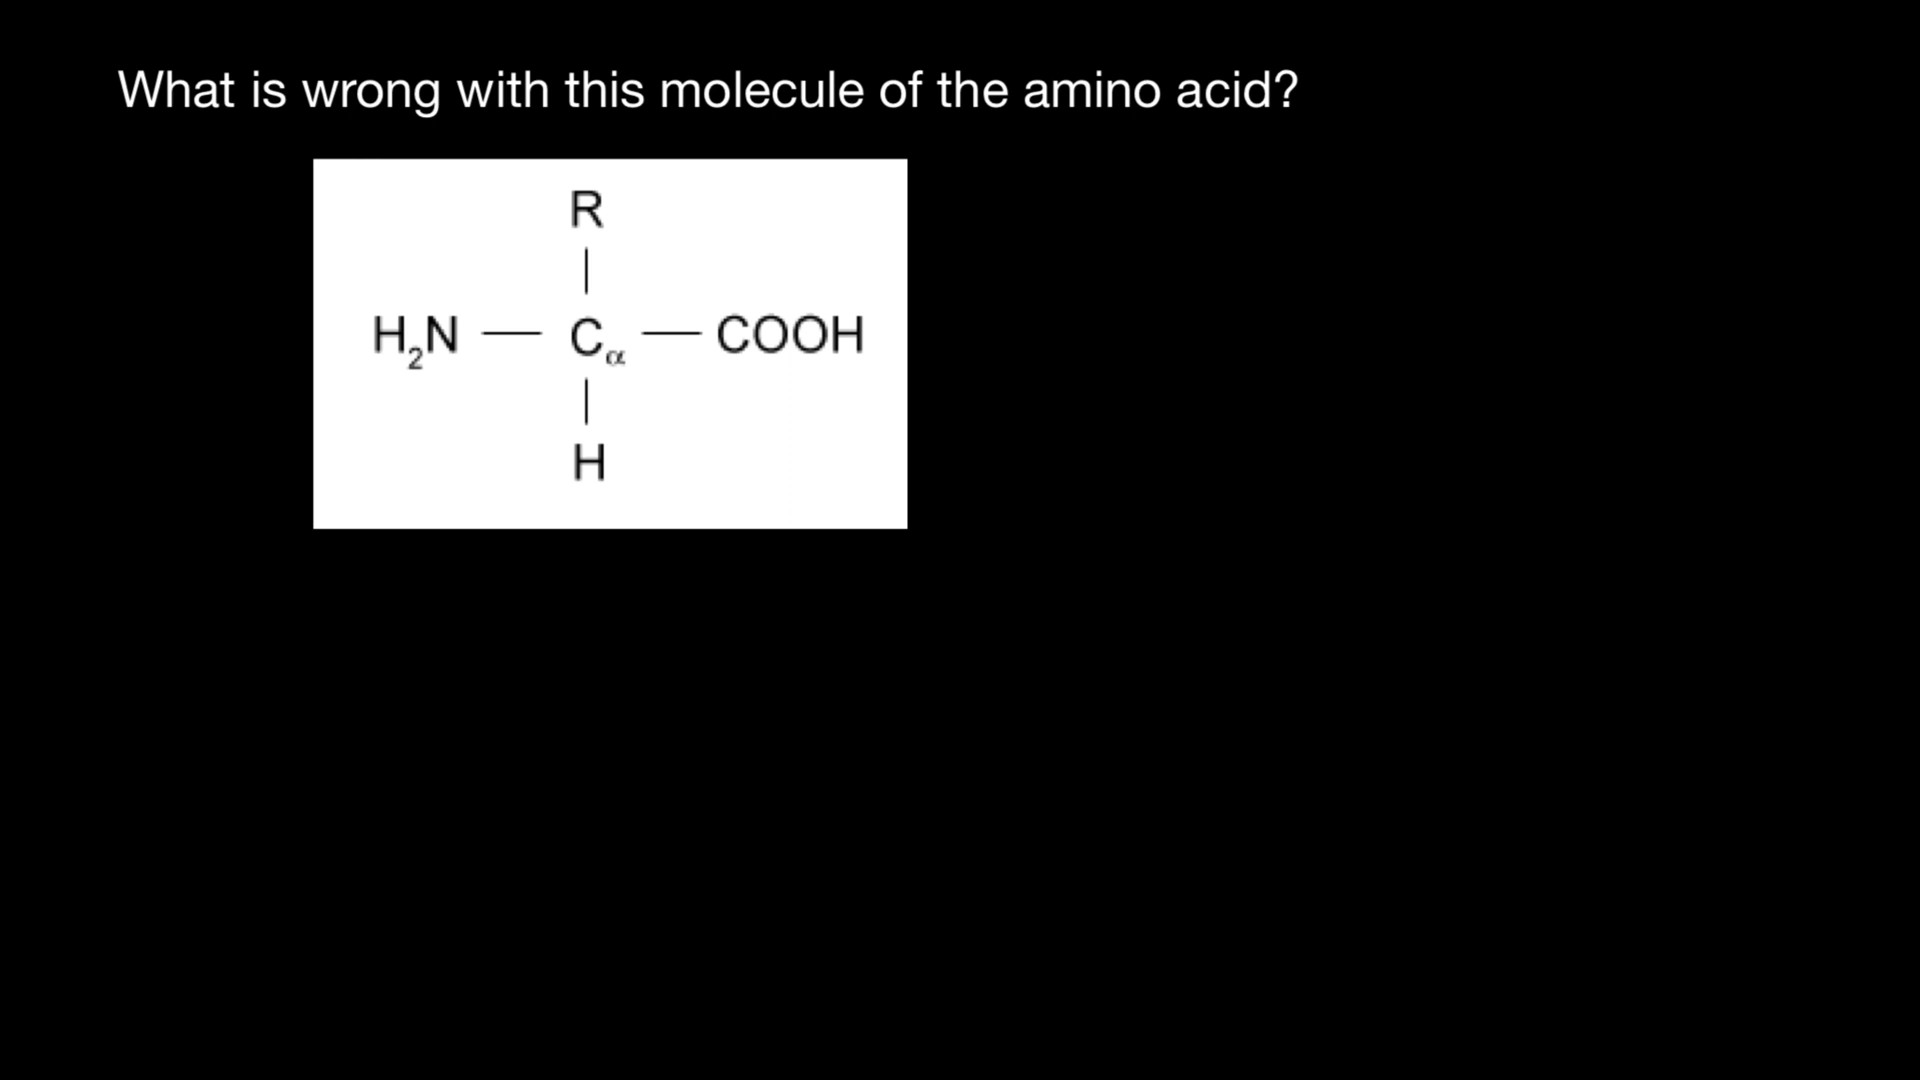 What is wrong with this molecule of the amino acid?
R
H₂N — Cα — COOH
H